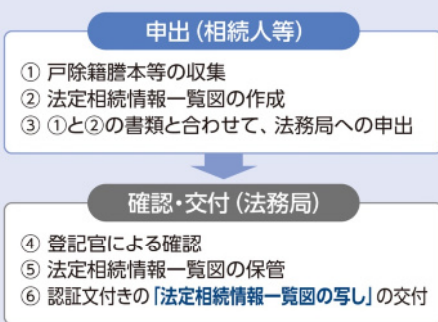 申出（相続人等）
① 戸除籍謄本等の収集
② 法定相続情報一覧図の作成
③ ①と②の書類と合わせて、法務局への申出
確認・交付（法務局）
④ 登記官による確認
⑤ 法定相続情報一覧図の保管
⑥ 認証文付きの「法定相続情報一覧図の写し」の交付